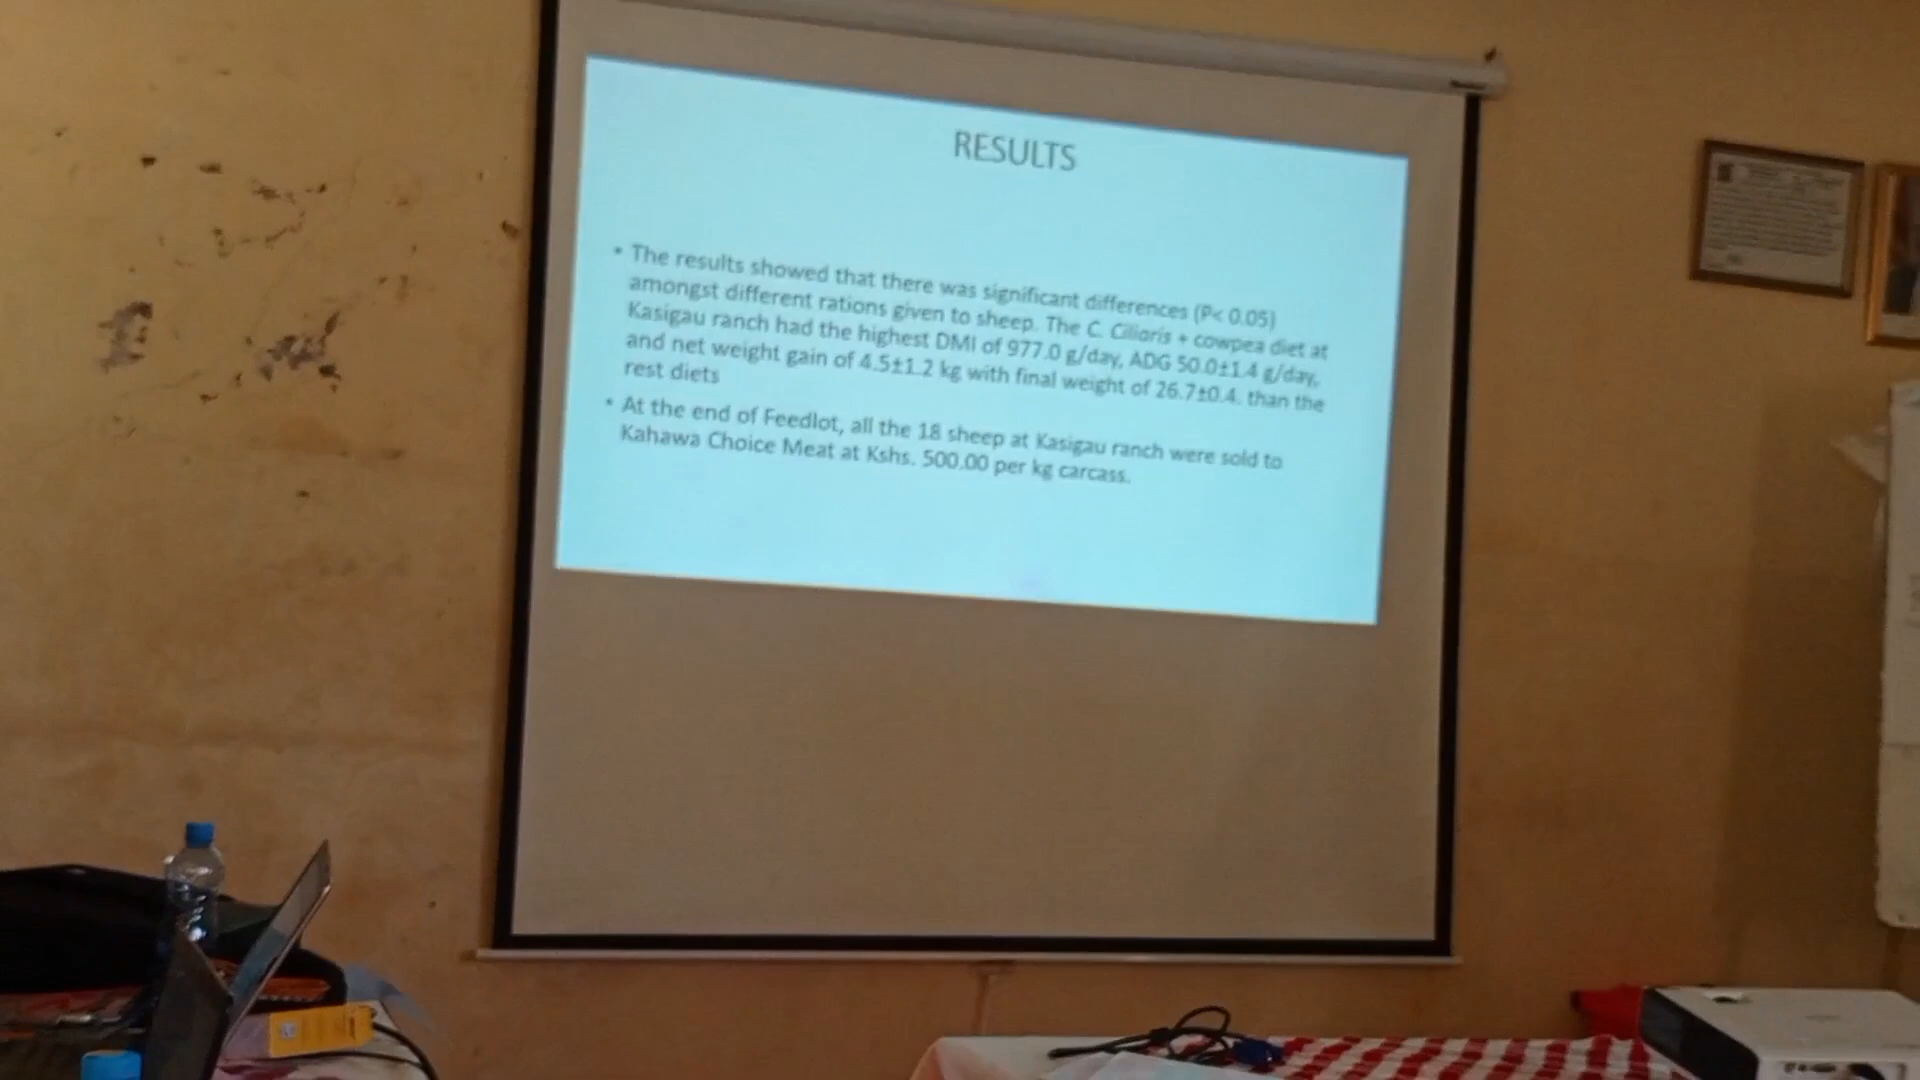 RESULTS
• The results showed that there was significant differences (P< 0.05)
amongst different rations given to sheep. The C. Ciliaris + cowpea diet at
Kasigau ranch had the highest DMI of 977.0 g/day, ADG 50.0±1.4 g/day,
and net weight gain of 4.5±1.2 kg with final weight of 26.7±0.4. than the
rest diets
• At the end of Feedlot, all the 18 sheep at Kasigau ranch were sold to
Kahawa Choice Meat at Kshs. 500.00 per kg carcass.